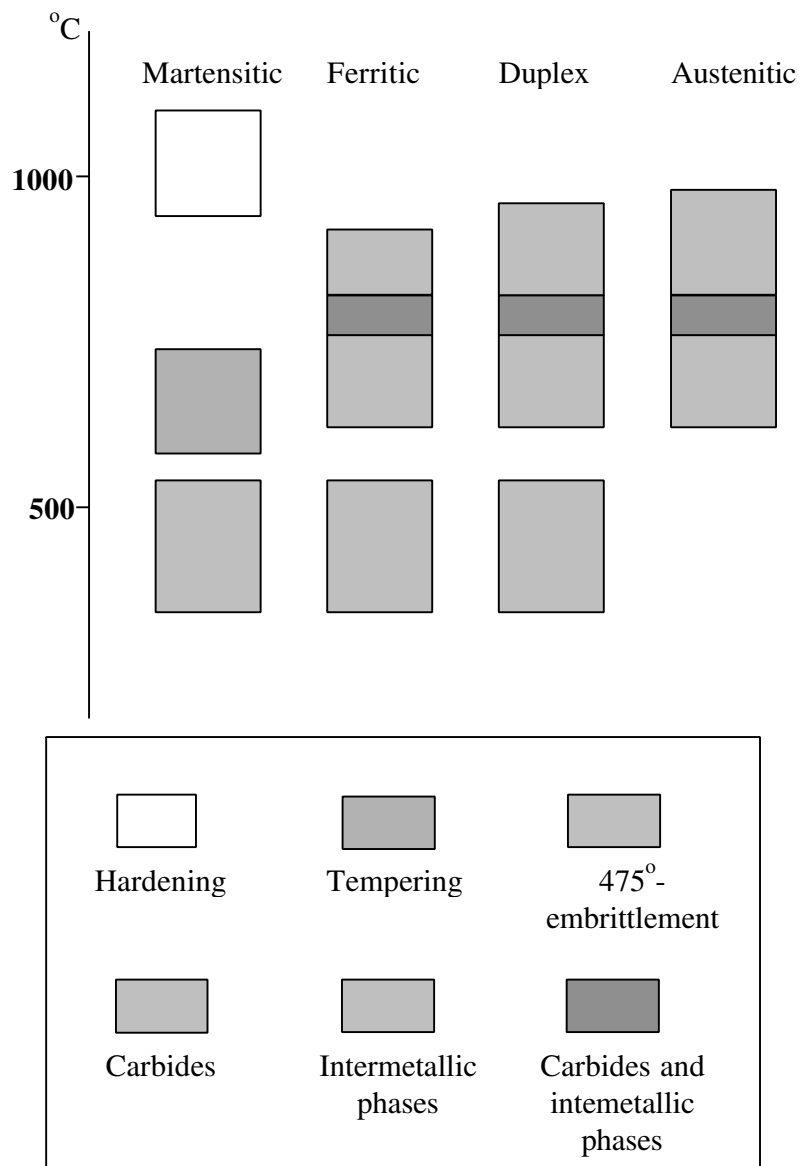 °C
Martensitic Ferritic Duplex Austenitic
1000
500
Hardening Tempering 475°-
embrittlement
Carbides Intermetallic Carbides and
phases intemetallic
phases